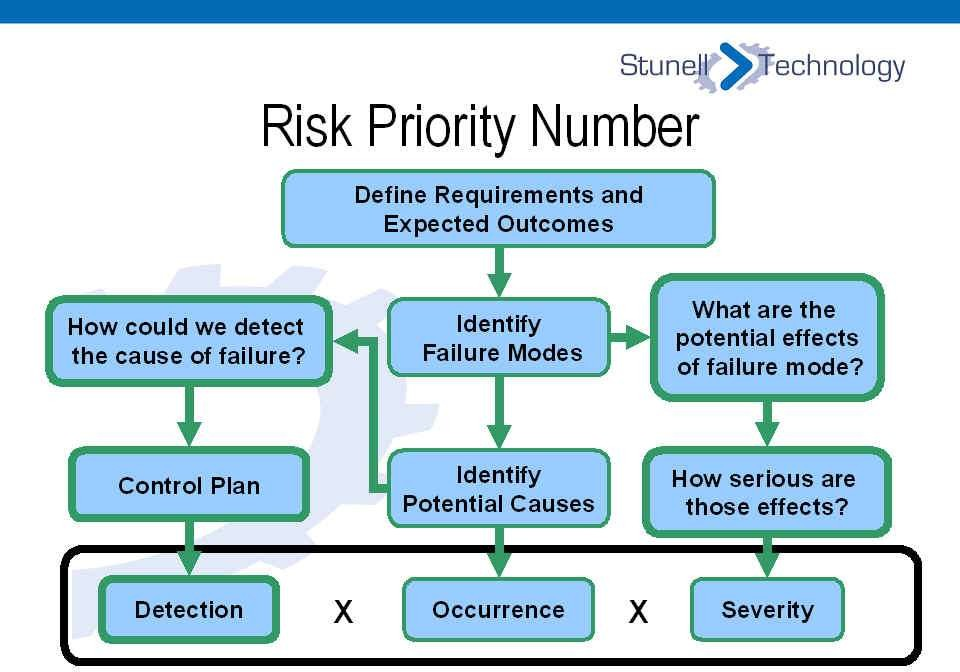 Stunell Technology
Risk Priority Number
Define Requirements and
Expected Outcomes
How could we detect
the cause of failure?
Identify
Failure Modes
What are the
potential effects
of failure mode?
Control Plan
Identify
Potential Causes
How serious are
those effects?
Detection X Occurrence X Severity